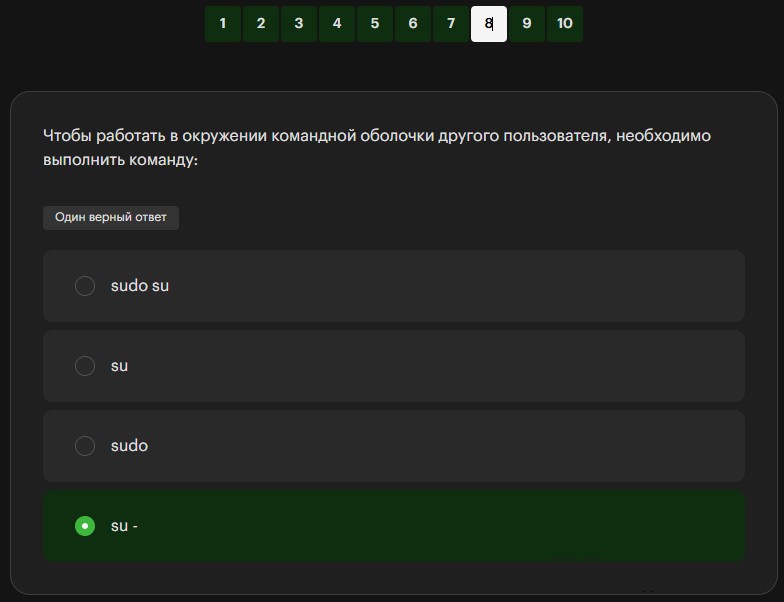 1 2 3 4 5 6 7 8 9 10
Чтобы работать в окружении командной оболочки другого пользователя, необходимо
выполнить команду:
Один верный ответ
sudo su
su
sudo
su -